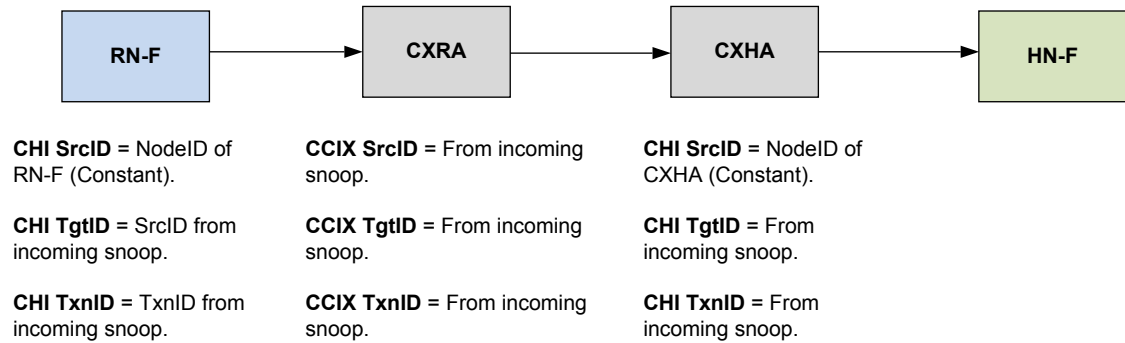 RN-F
CXRA
CXHA
HN-F
CHI SrcID = NodeID of
RN-F (Constant).
CHI TgtID = SrcID from
incoming snoop.
CHI TxnID = TxnID from
incoming snoop.
CCIX SrcID = From incoming
snoop.
CCIX TgtID = From incoming
snoop.
CCIX TxnID = From incoming
snoop.
CHI SrcID = NodeID of
CXHA (Constant).
CHI TgtID = From
incoming snoop.
CHI TxnID = From
incoming snoop.